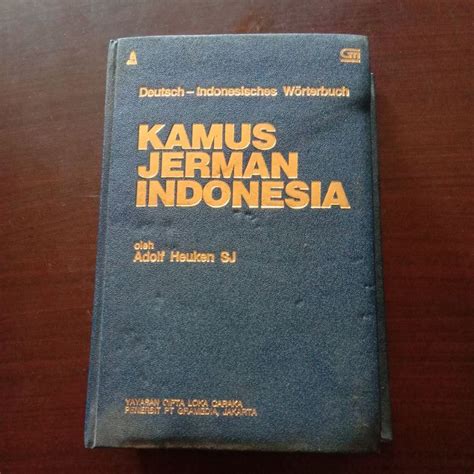 Deutsch – Indonesisches Wörterbuch
KAMUS
JERMAN
INDONESIA
oleh
Adolf Heuken SJ
YAYASAN CIPTA LOKA CARAKA
PENERBIT PT GRAMEDIA, JAKARTA